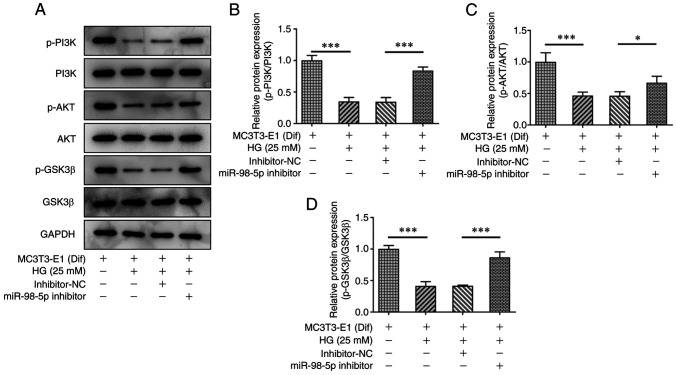 A
p-PI3K
PI3K
p-AKT
AKT
p-GSK3β
GSK3β
GAPDH
MC3T3-E1 (Dif) + + + +
HG (25 mM) − + + +
Inhibitor-NC − − + −
miR-98-5p inhibitor − − − +
B
Relative protein expression
(p-PI3K/PI3K)
1.5
1.0
0.5
0.0
*** ***
MC3T3-E1 (Dif) + + + +
HG (25 mM) − + + +
Inhibitor-NC − − + −
miR-98-5p inhibitor − − − +
C
Relative protein expression
(p-AKT/AKT)
1.5
1.0
0.5
0.0
*** *
MC3T3-E1 (Dif) + + + +
HG (25 mM) − + + +
Inhibitor-NC − − + −
miR-98-5p inhibitor − − − +
D
Relative protein expression
(p-GSK3β/GSK3β)
1.5
1.0
0.5
0.0
*** ***
MC3T3-E1 (Dif) + + + +
HG (25 mM) − + + +
Inhibitor-NC − − + −
miR-98-5p inhibitor − − − +